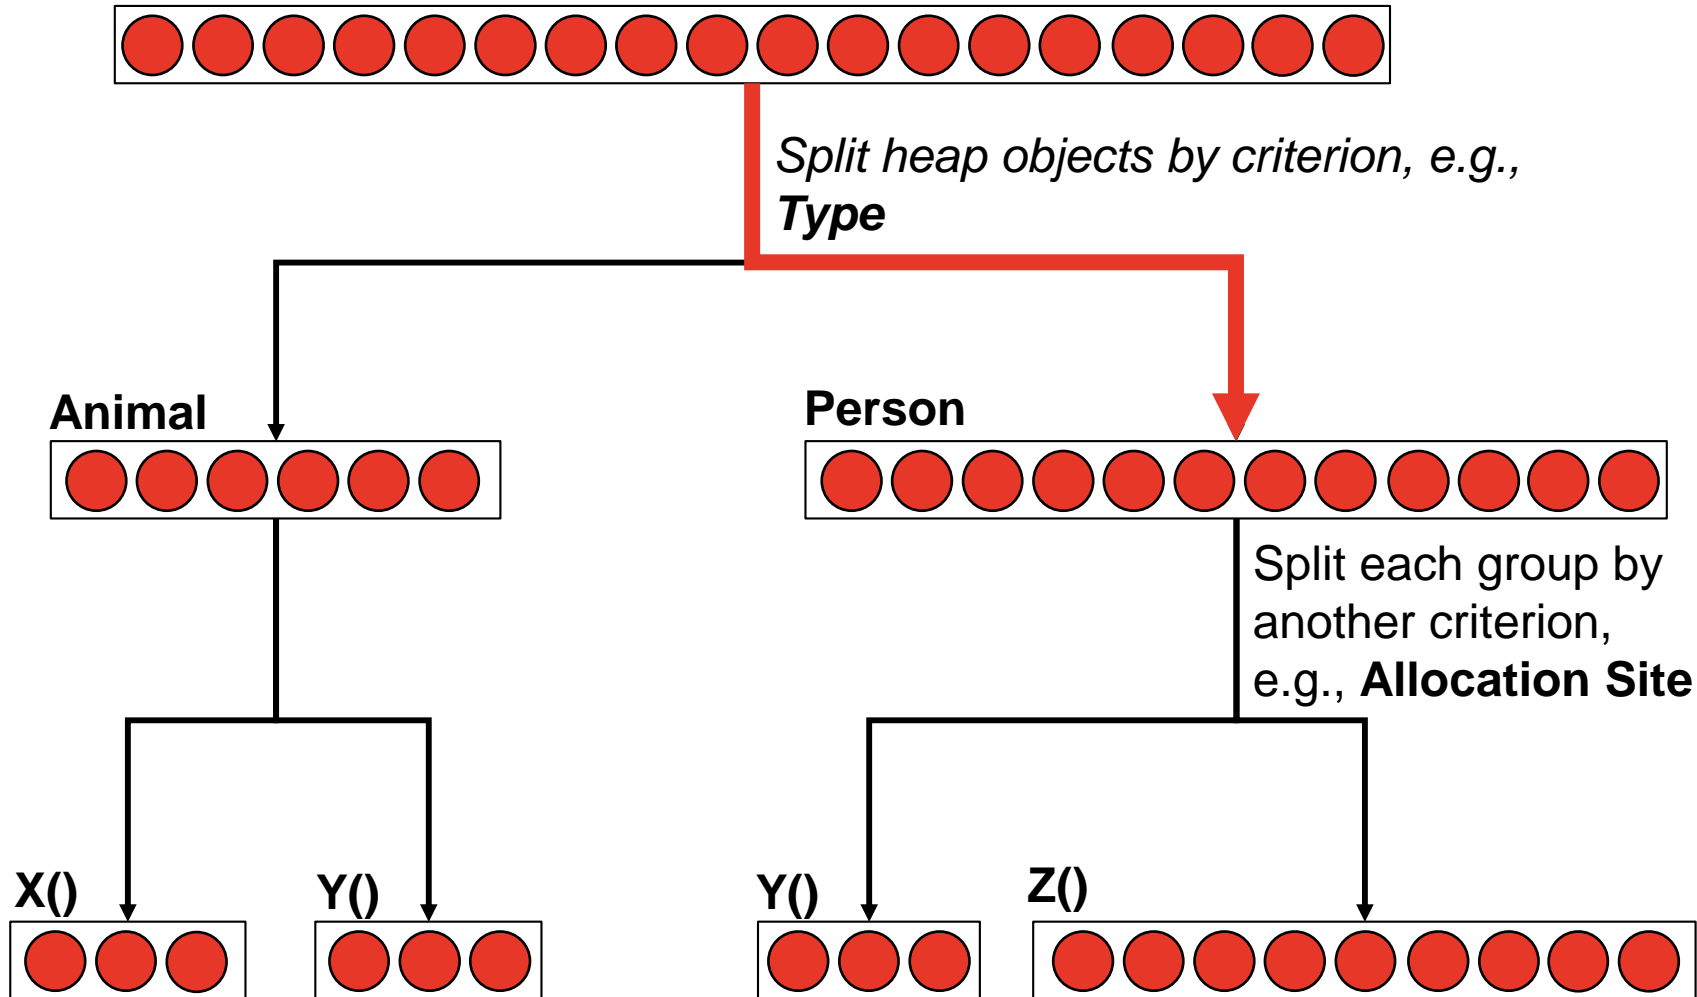 Split heap objects by criterion, e.g.,
Type
Animal
Person
Split each group by
another criterion,
e.g., Allocation Site
X()
Y()
Y()
Z()